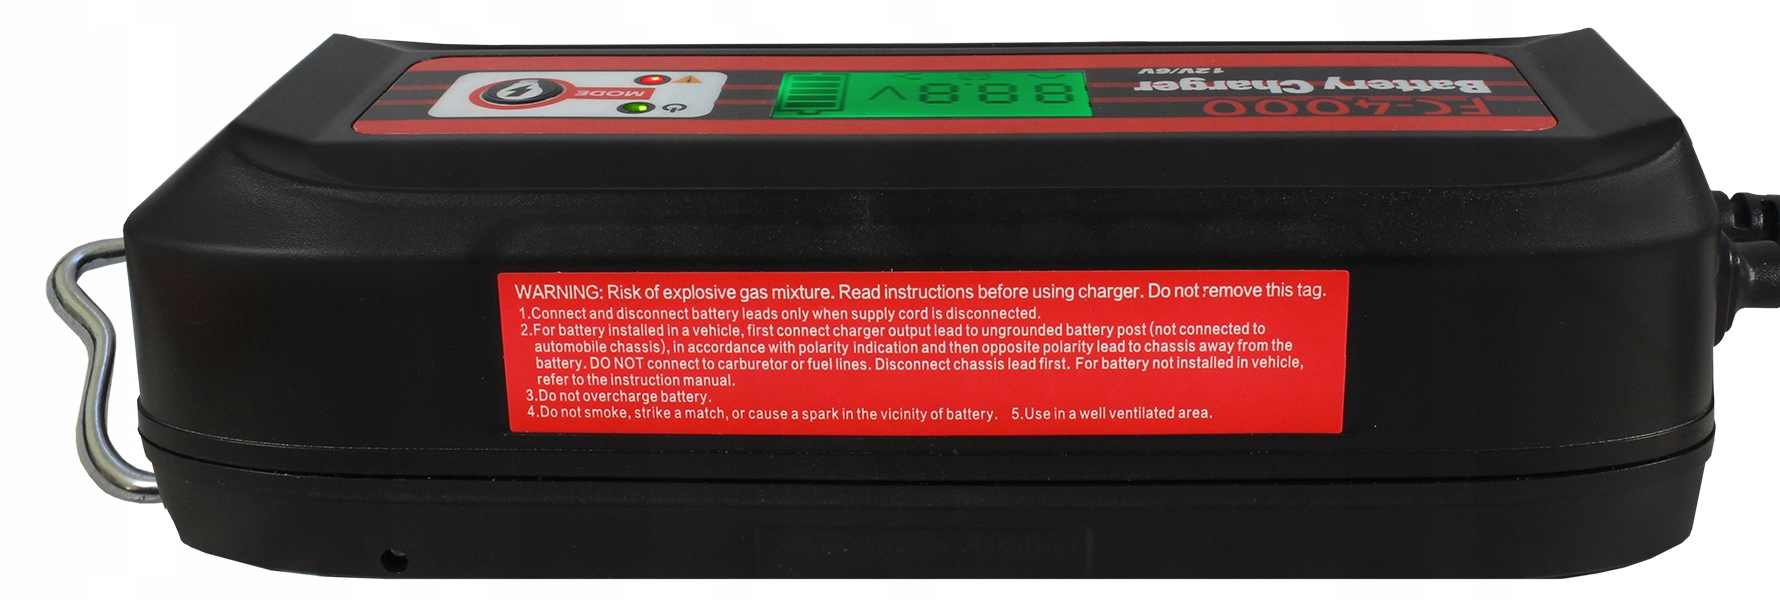 FC-4000
Battery Charger
12V/6V
88.8 V
MODE
WARNING: Risk of explosive gas mixture. Read instructions before using charger. Do not remove this tag.
1.Connect and disconnect battery leads only when supply cord is disconnected.
2.For battery installed in a vehicle, first connect charger output lead to ungrounded battery post (not connected to
automobile chassis), in accordance with polarity indication and then opposite polarity lead to chassis away from the
battery. DO NOT connect to carburetor or fuel lines. Disconnect chassis lead first. For battery not installed in vehicle,
refer to the instruction manual.
3.Do not overcharge battery.
4.Do not smoke, strike a match, or cause a spark in the vicinity of battery. 5.Use in a well ventilated area.